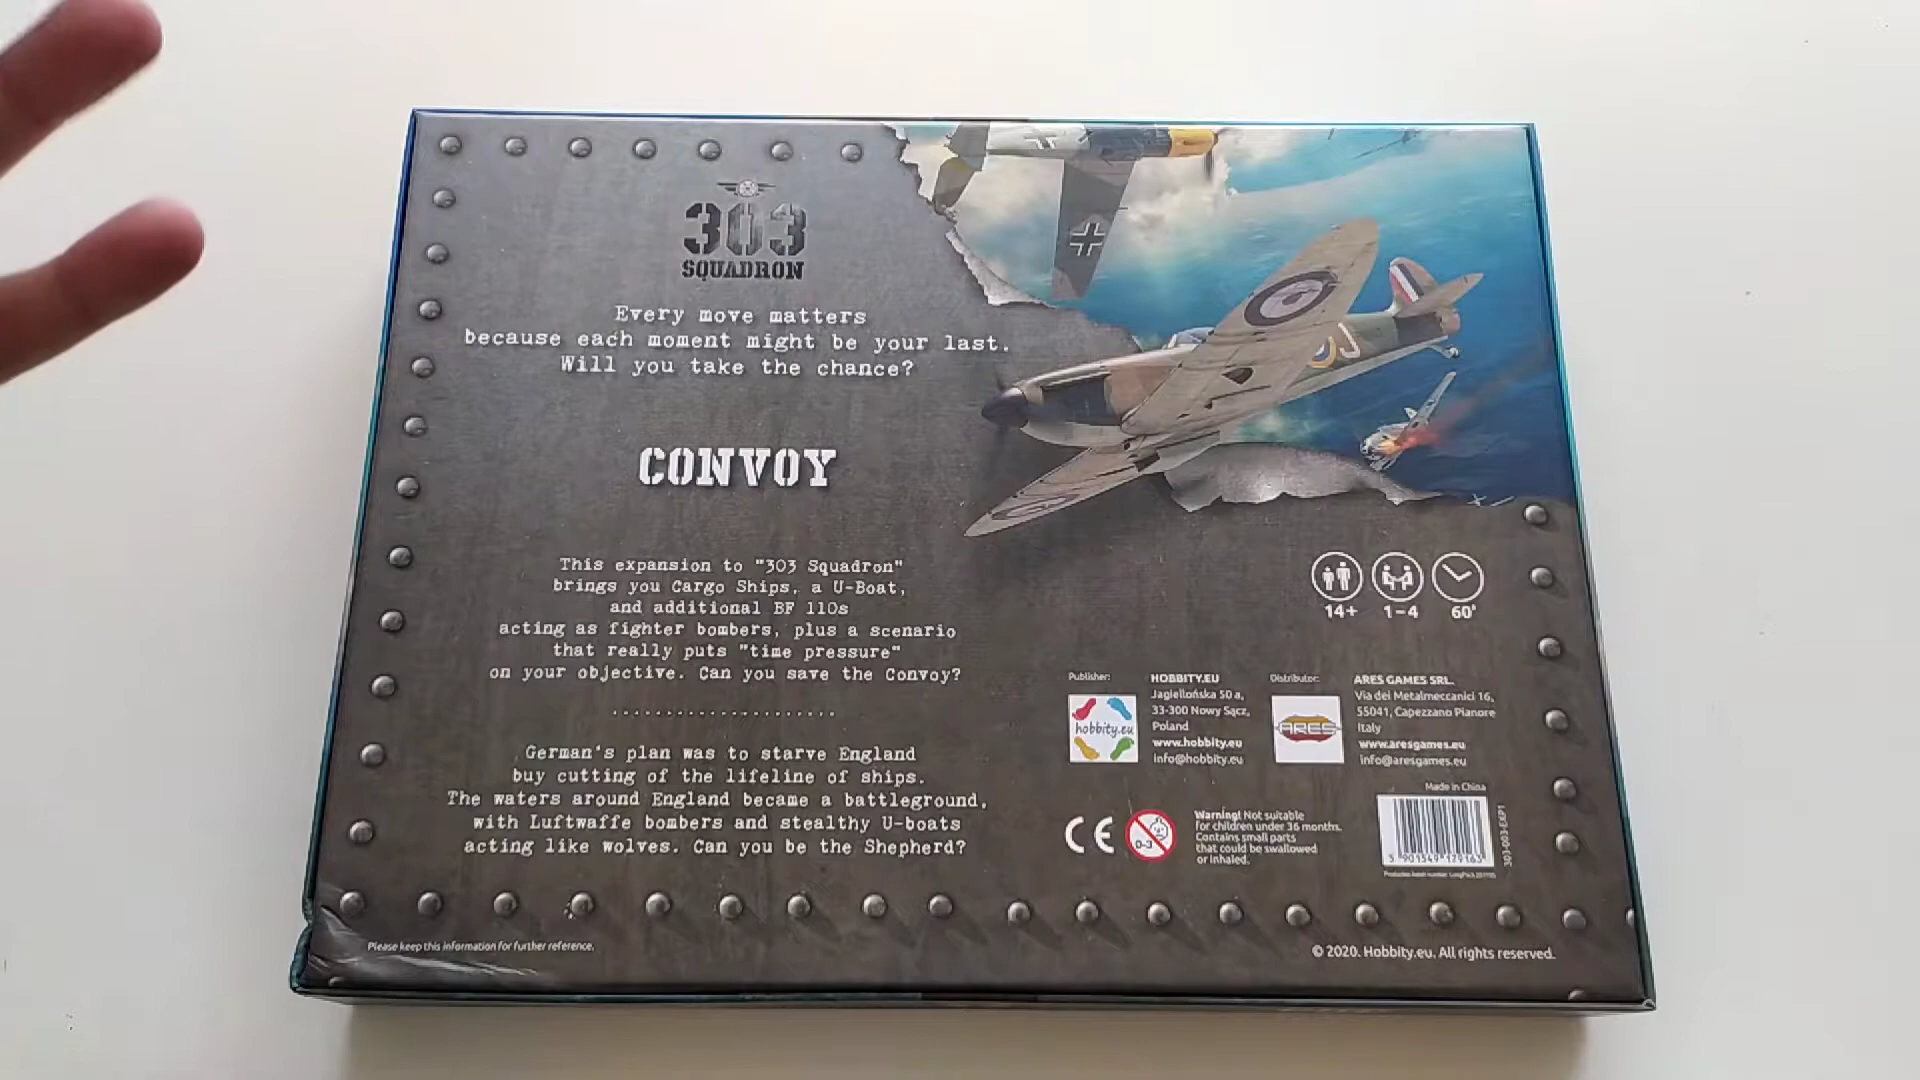 303
SQUADRON
Every move matters
because each moment might be your last.
Will you take the chance?
CONVOY
This expansion to "303 Squadron"
brings you Cargo Ships, a U-Boat,
and additional BF 110s
acting as fighter bombers, plus a scenario
that really puts "time pressure"
on your objective. Can you save the Convoy?
....................
German's plan was to starve England
buy cutting of the lifeline of ships.
The waters around England became a battleground,
with Luftwaffe bombers and stealthy U-boats
acting like wolves. Can you be the Shepherd?
Please keep this information for further reference.
J
14+ 1-4 60'
Publisher:
hobbity.eu
HOBBITY.EU
Jagiellońska 50 a,
33-300 Nowy Sącz,
Poland
www.hobbity.eu
info@hobbity.eu
Distributor:
ARES
ARES GAMES SRL.
Via dei Metalmeccanici 16,
55041, Capezzano Pianore
Italy
www.aresgames.eu
info@aresgames.eu
CE
0-3
Warning! Not suitable
for children under 36 months.
Contains small parts
that could be swallowed
or inhaled.
Made in China
5 901549 179163
303-003-EXP1
© 2020. Hobbity.eu. All rights reserved.